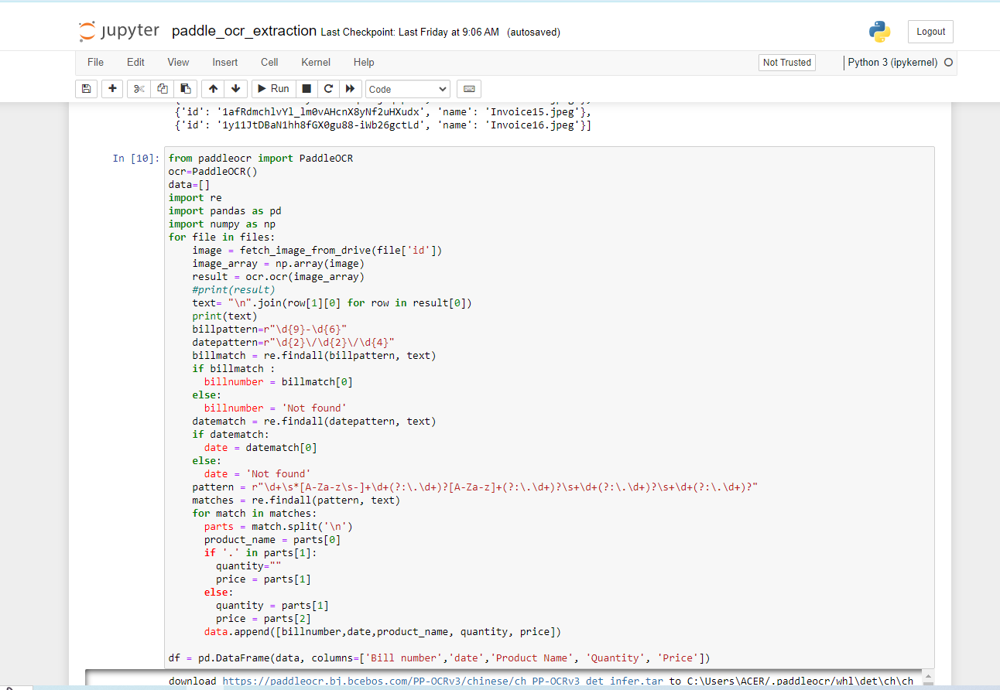 jupyter paddle_ocr_extraction Last Checkpoint: Last Friday at 9:06 AM (autosaved)
Logout
File Edit View Insert Cell Kernel Help
Not Trusted Python 3 (ipykernel)
Run Code
{'id': '1afRdmchlvYl_lm0vAHcnX8yNf2uHXudx', 'name': 'Invoice15.jpeg'},
{'id': '1y11JtDBaN1hh8fGX0gu88-iWb26gctLd', 'name': 'Invoice16.jpeg'}]
In [10]: from paddleocr import PaddleOCR
ocr=PaddleOCR()
data=[]
import re
import pandas as pd
import numpy as np
for file in files:
    image = fetch_image_from_drive(file['id'])
    image_array = np.array(image)
    result = ocr.ocr(image_array)
    #print(result)
    text= "\n".join(row[1][0] for row in result[0])
    print(text)
    billpattern=r"\d{9}-\d{6}"
    datepattern=r"\d{2}\/\d{2}\/\d{4}"
    billmatch = re.findall(billpattern, text)
    if billmatch :
      billnumber = billmatch[0]
    else:
      billnumber = 'Not found'
    datematch = re.findall(datepattern, text)
    if datematch:
      date = datematch[0]
    else:
      date = 'Not found'
    pattern = r"\d+\s*[A-Za-z\s-]+\d+(?:\.\d+)?[A-Za-z]+(?:\.\d+)?\s+\d+(?:\.\d+)?\s+\d+(?:\.\d+)?"
    matches = re.findall(pattern, text)
    for match in matches:
      parts = match.split('\n')
      product_name = parts[0]
      if '.' in parts[1]:
        quantity=""
        price = parts[1]
      else:
        quantity = parts[1]
        price = parts[2]
      data.append([billnumber,date,product_name, quantity, price])
df = pd.DataFrame(data, columns=['Bill number','date','Product Name', 'Quantity', 'Price'])
download https://paddleocr.bj.bcebos.com/PP-OCRv3/chinese/ch_PP-OCRv3_det_infer.tar to C:\Users\ACER/.paddleocr/whl\det\ch\ch